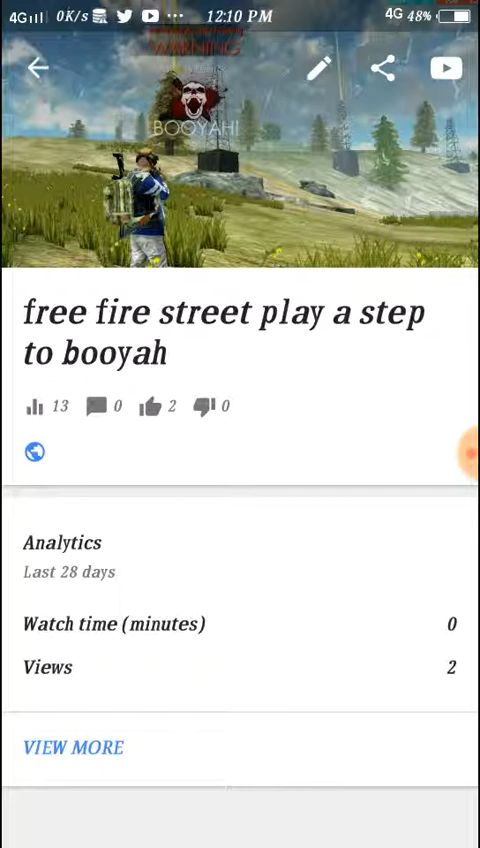 4G 0K/s ... 12:10 PM 4G 48%
WARNING
BOOYAH!
free fire street play a step
to booyah
13 0 2 0
Analytics
Last 28 days
Watch time (minutes) 0
Views 2
VIEW MORE